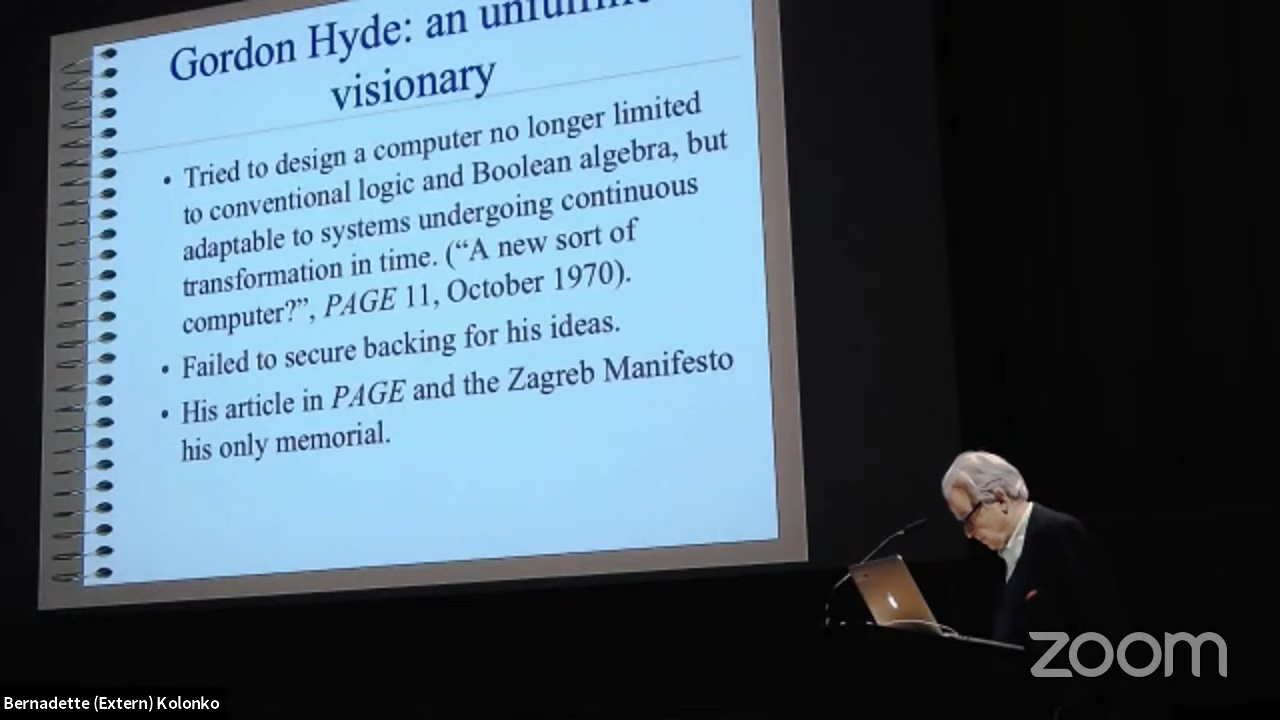 Gordon Hyde: an
visionary
• Tried to design a computer no longer limited
to conventional logic and Boolean algebra, but
adaptable to systems undergoing continuous
transformation in time. (“A new sort of
computer?”, PAGE 11, October 1970).
• Failed to secure backing for his ideas.
• His article in PAGE and the Zagreb Manifesto
his only memorial.
zoom
Bernadette (Extern) Kolonko